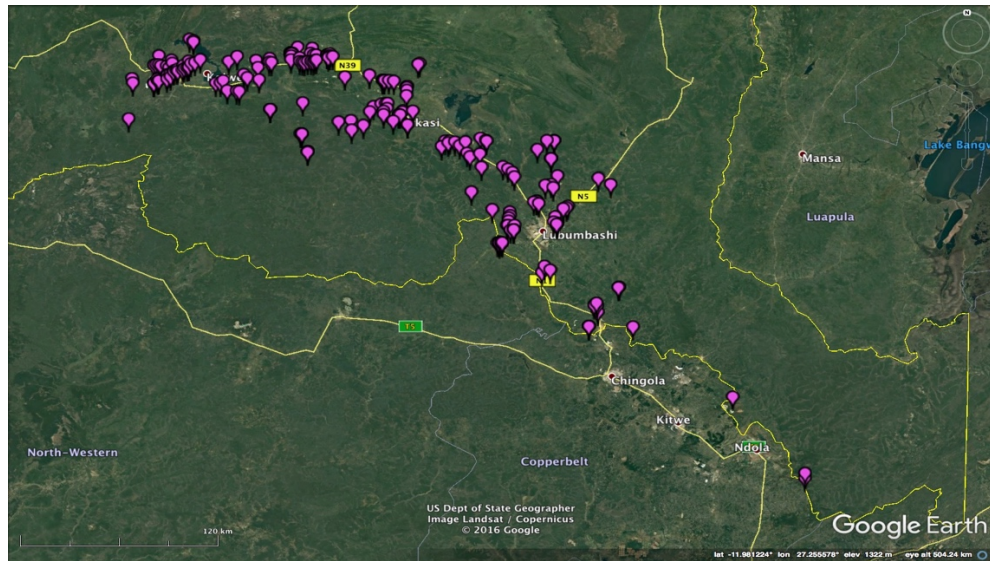 N
N39
kasi
Mansa
Lake Bangw
N5
Luapula
Lubumbashi
T5
Chingola
Kitwe
Ndola
North-Western
Copperbelt
US Dept of State Geographer
Image Landsat / Copernicus
© 2016 Google
120 km
Google Earth
lat -11.981224° lon 27.255578° elev 1322 m eye alt 504.24 km